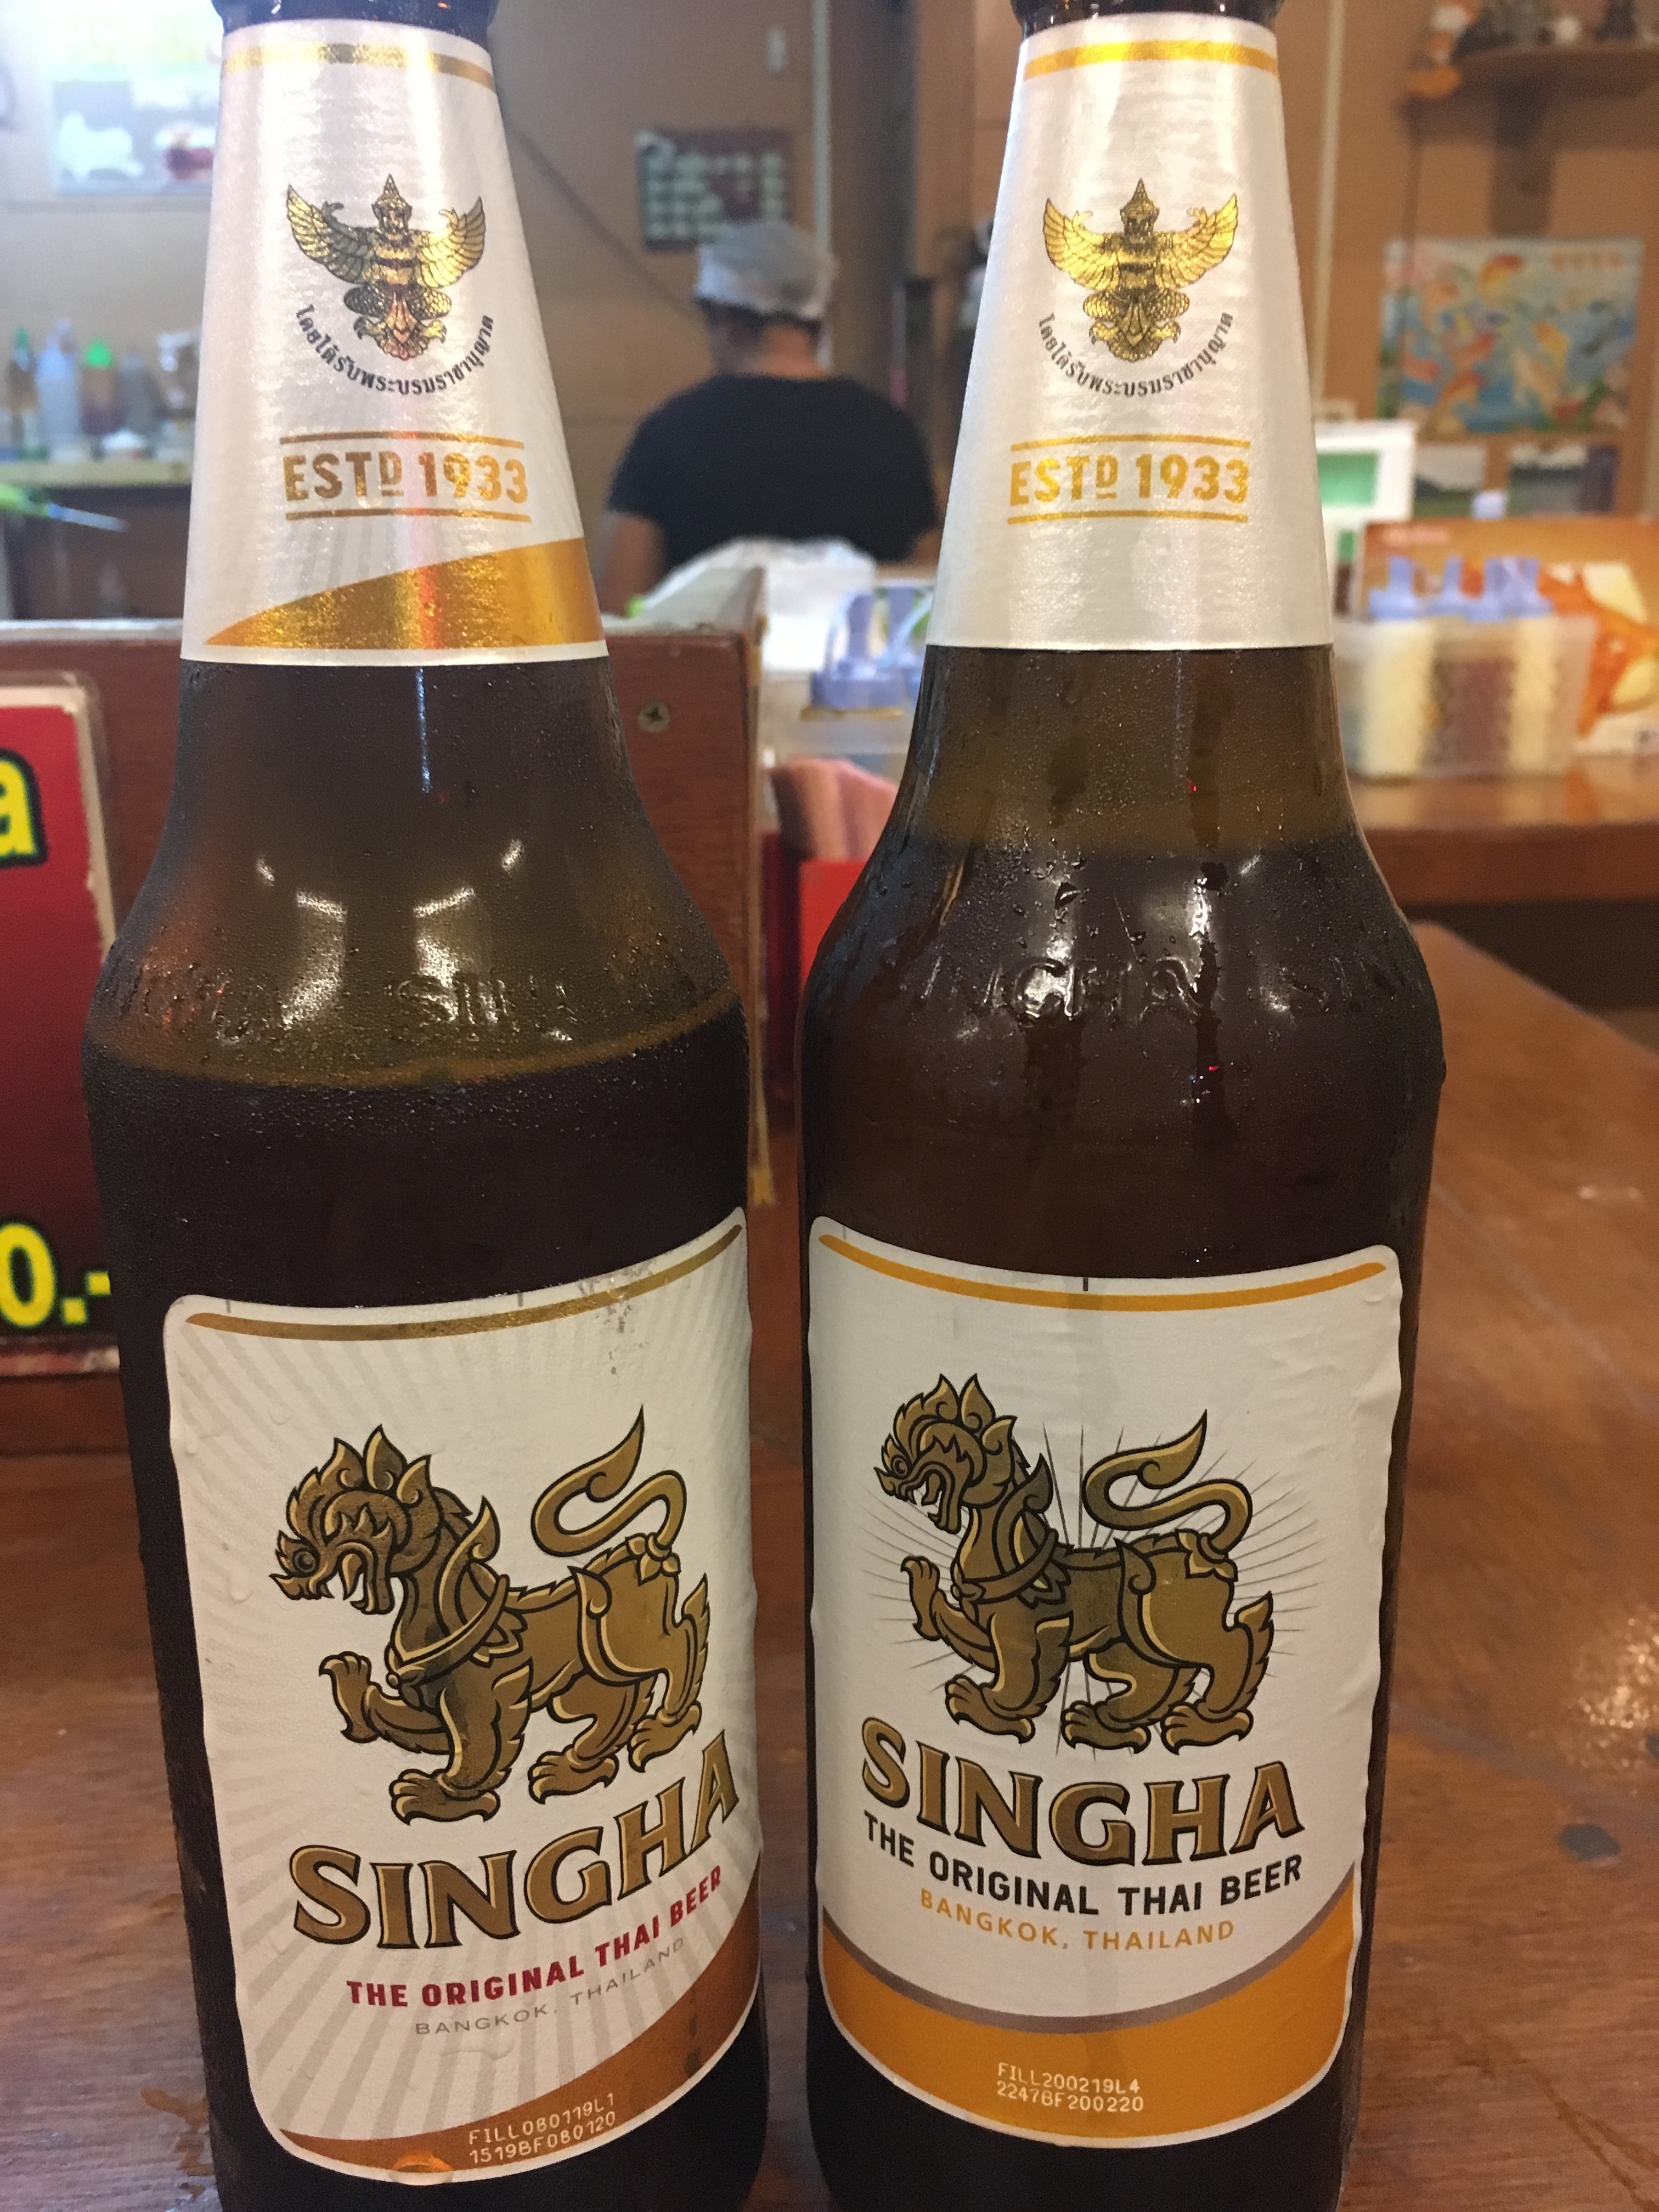 โดยได้รับพระบรมราชานุญาต
ESTD 1933
SINGHA
THE ORIGINAL THAI BEER
BANGKOK, THAILAND
FILL080119L1
1519BF080120
โดยได้รับพระบรมราชานุญาต
ESTD 1933
SINGHA
SINGHA
THE ORIGINAL THAI BEER
BANGKOK, THAILAND
FILL200219L4
2247BF200220
a
0.-